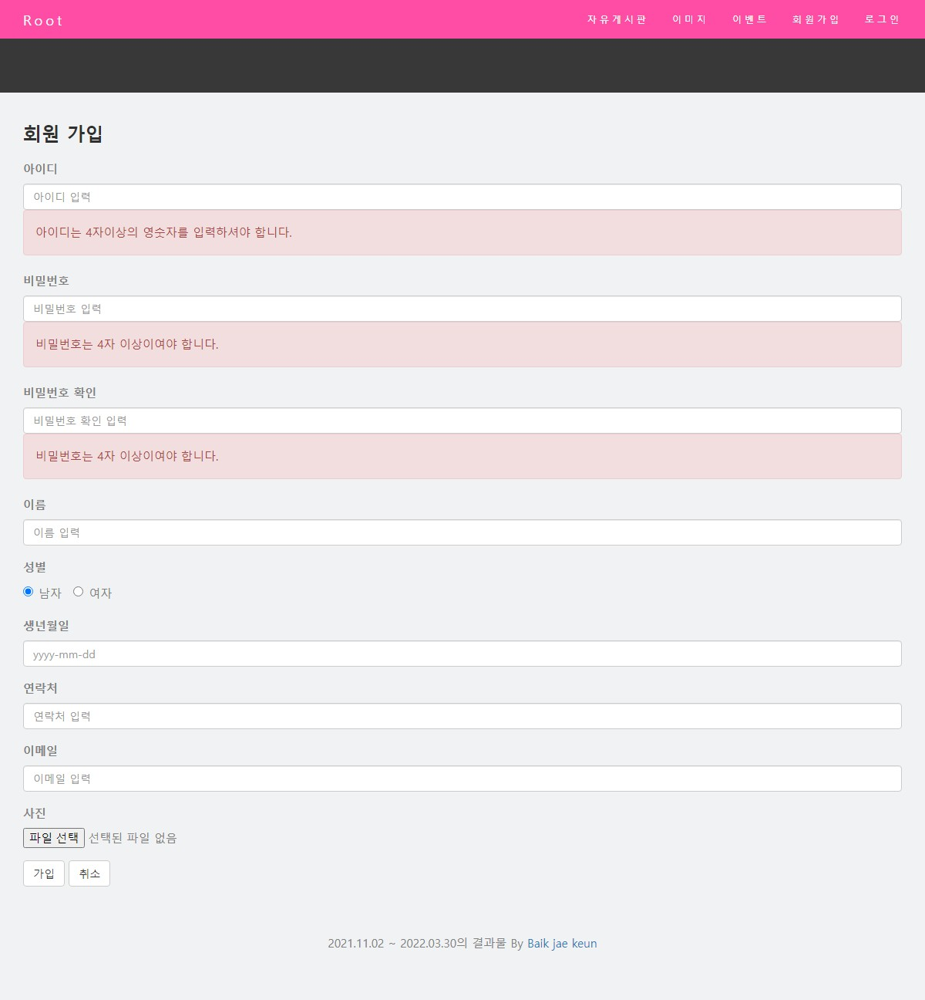 Root
자유게시판 이미지 이벤트 회원가입 로그인
회원 가입
아이디
아이디 입력
아이디는 4자이상의 영숫자를 입력하셔야 합니다.
비밀번호
비밀번호 입력
비밀번호는 4자 이상이여야 합니다.
비밀번호 확인
비밀번호 확인 입력
비밀번호는 4자 이상이여야 합니다.
이름
이름 입력
성별
남자 여자
생년월일
yyyy-mm-dd
연락처
연락처 입력
이메일
이메일 입력
사진
파일 선택 선택된 파일 없음
가입 취소
2021.11.02 ~ 2022.03.30의 결과물 By Baik jae keun